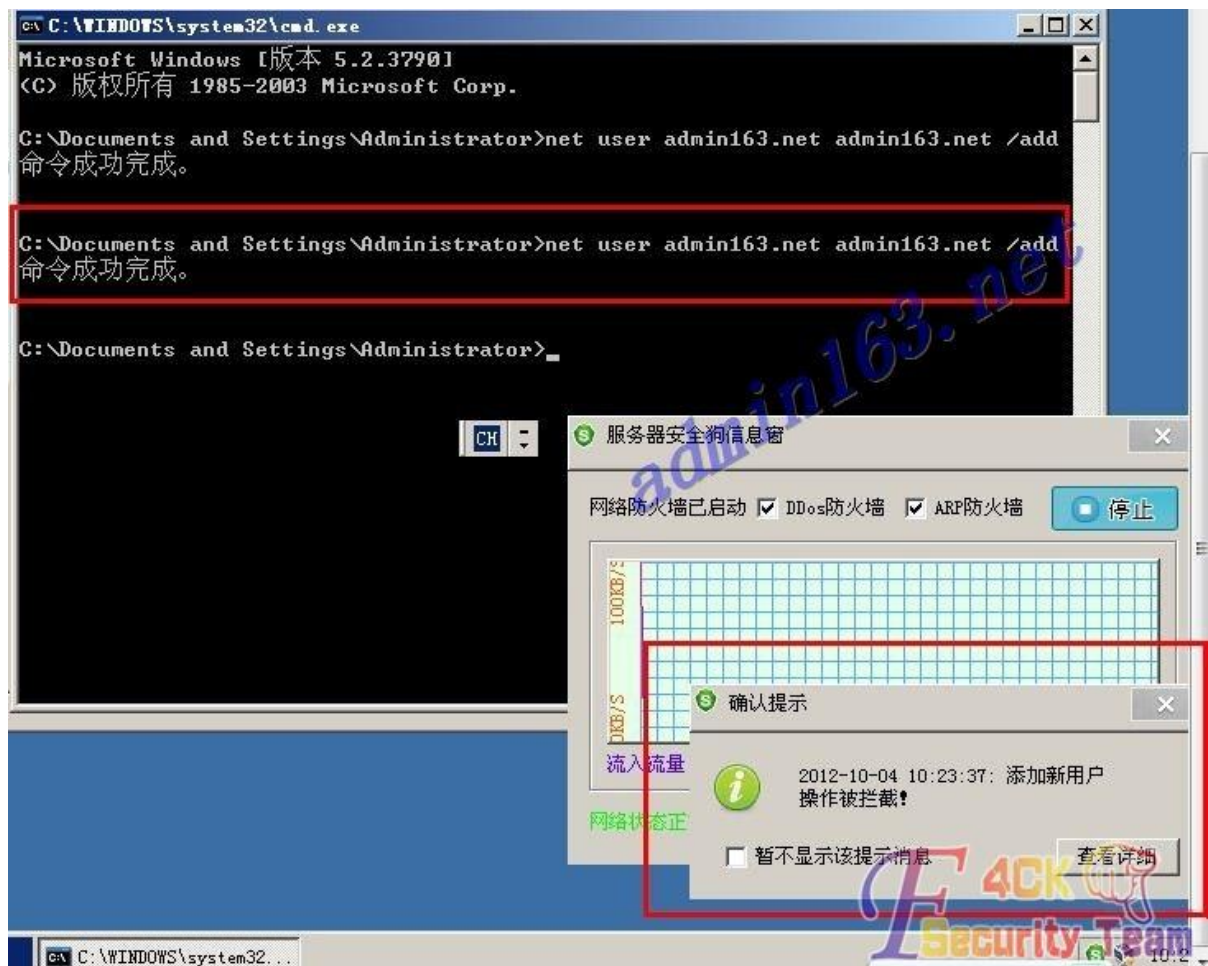 C:\WINDOWS\system32\cmd.exe
Microsoft Windows [版本 5.2.3790]
(C) 版权所有 1985-2003 Microsoft Corp.
C:\Documents and Settings\Administrator>net user admin163.net admin163.net /add
命令成功完成。
C:\Documents and Settings\Administrator>net user admin163.net admin163.net /add
命令成功完成。
C:\Documents and Settings\Administrator>_
admin163.net
CH
服务器安全狗信息窗
网络防火墙已启动 DDos防火墙 ARP防火墙 停止
100KB/S
0KB/S
流入流量
网络状态正
确认提示
2012-10-04 10:23:37: 添加新用户
操作被拦截!
暂不显示该提示消息 查看详细
F4CK
Security Team
C:\WINDOWS\system32... 10:2